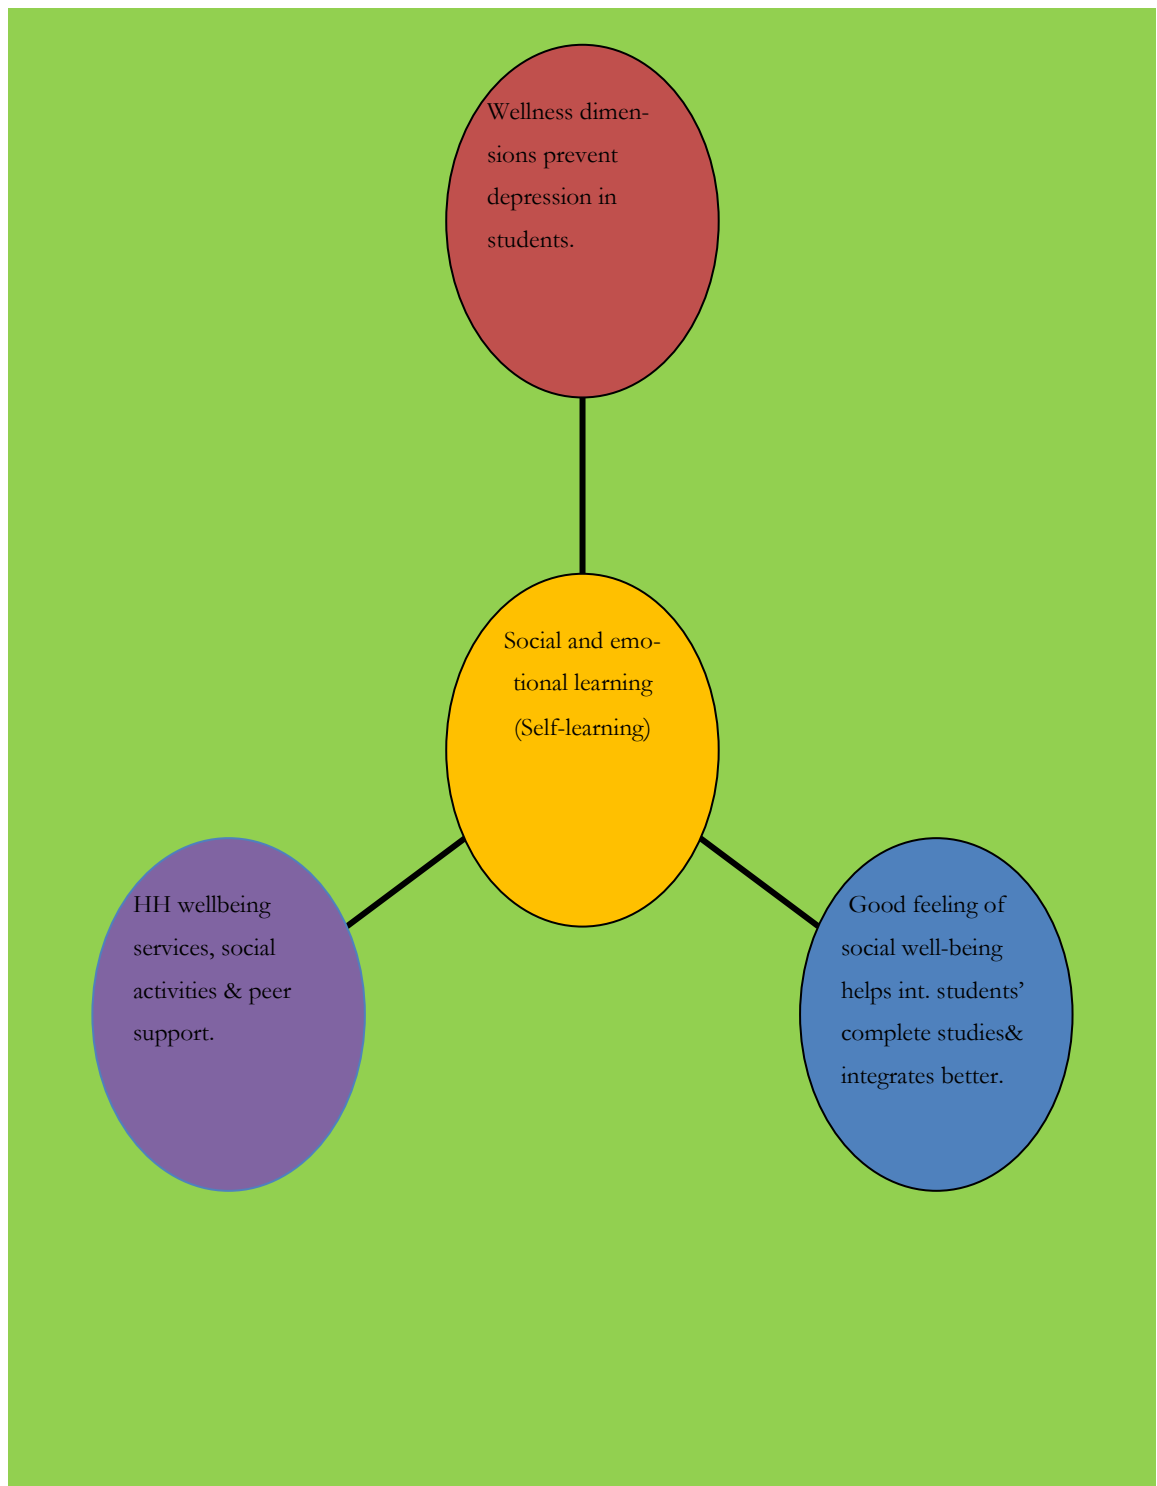 Wellness dimen-
sions prevent
depression in
students.
Social and emo-
tional learning
(Self-learning)
HH wellbeing
services, social
activities & peer
support.
Good feeling of
social well-being
helps int. students’
complete studies&
integrates better.